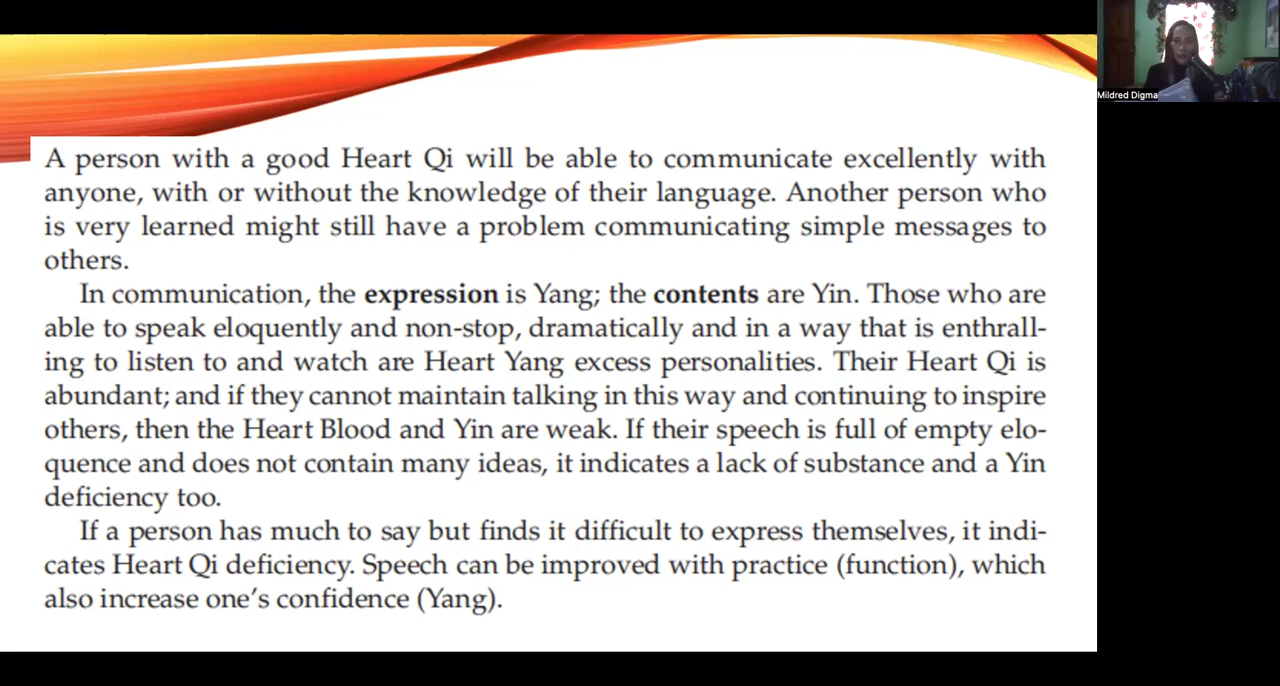 Mildred Digma
A person with a good Heart Qi will be able to communicate excellently with
anyone, with or without the knowledge of their language. Another person who
is very learned might still have a problem communicating simple messages to
others.
In communication, the expression is Yang; the contents are Yin. Those who are
able to speak eloquently and non-stop, dramatically and in a way that is enthrall-
ing to listen to and watch are Heart Yang excess personalities. Their Heart Qi is
abundant; and if they cannot maintain talking in this way and continuing to inspire
others, then the Heart Blood and Yin are weak. If their speech is full of empty elo-
quence and does not contain many ideas, it indicates a lack of substance and a Yin
deficiency too.
If a person has much to say but finds it difficult to express themselves, it indi-
cates Heart Qi deficiency. Speech can be improved with practice (function), which
also increase one's confidence (Yang).